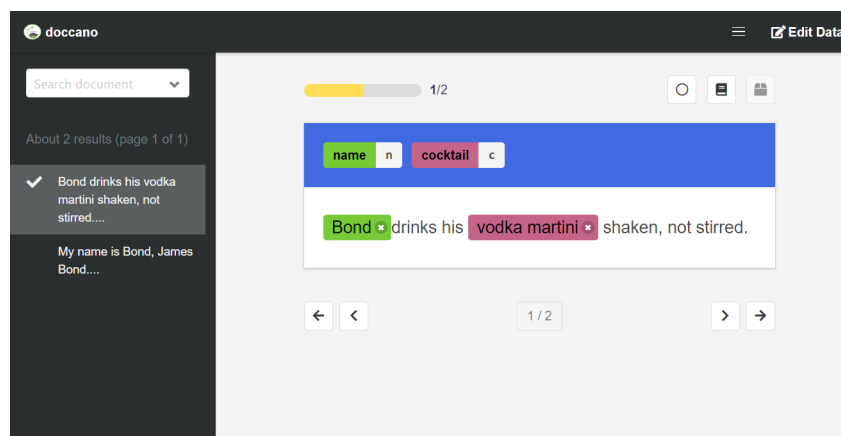 doccano
Edit Data
Search document
1/2
About 2 results (page 1 of 1)
name n cocktail c
Bond drinks his vodka
martini shaken, not
stirred....
Bond drinks his vodka martini shaken, not stirred.
My name is Bond, James
Bond....
1 / 2